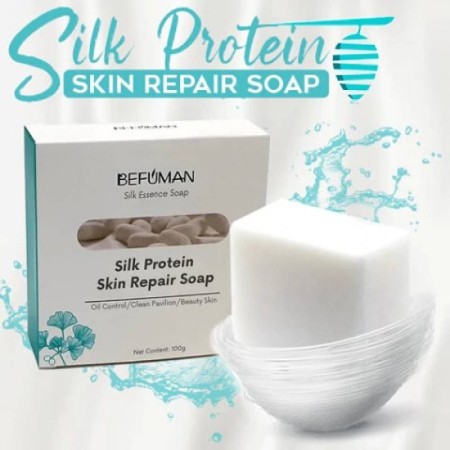 Silk Protein
SKIN REPAIR SOAP
BEFUMAN
Silk Essence Soap
Silk Protein
Skin Repair Soap
Oil Control/Clean Pavilion/Beauty Skin
Net Content: 100g